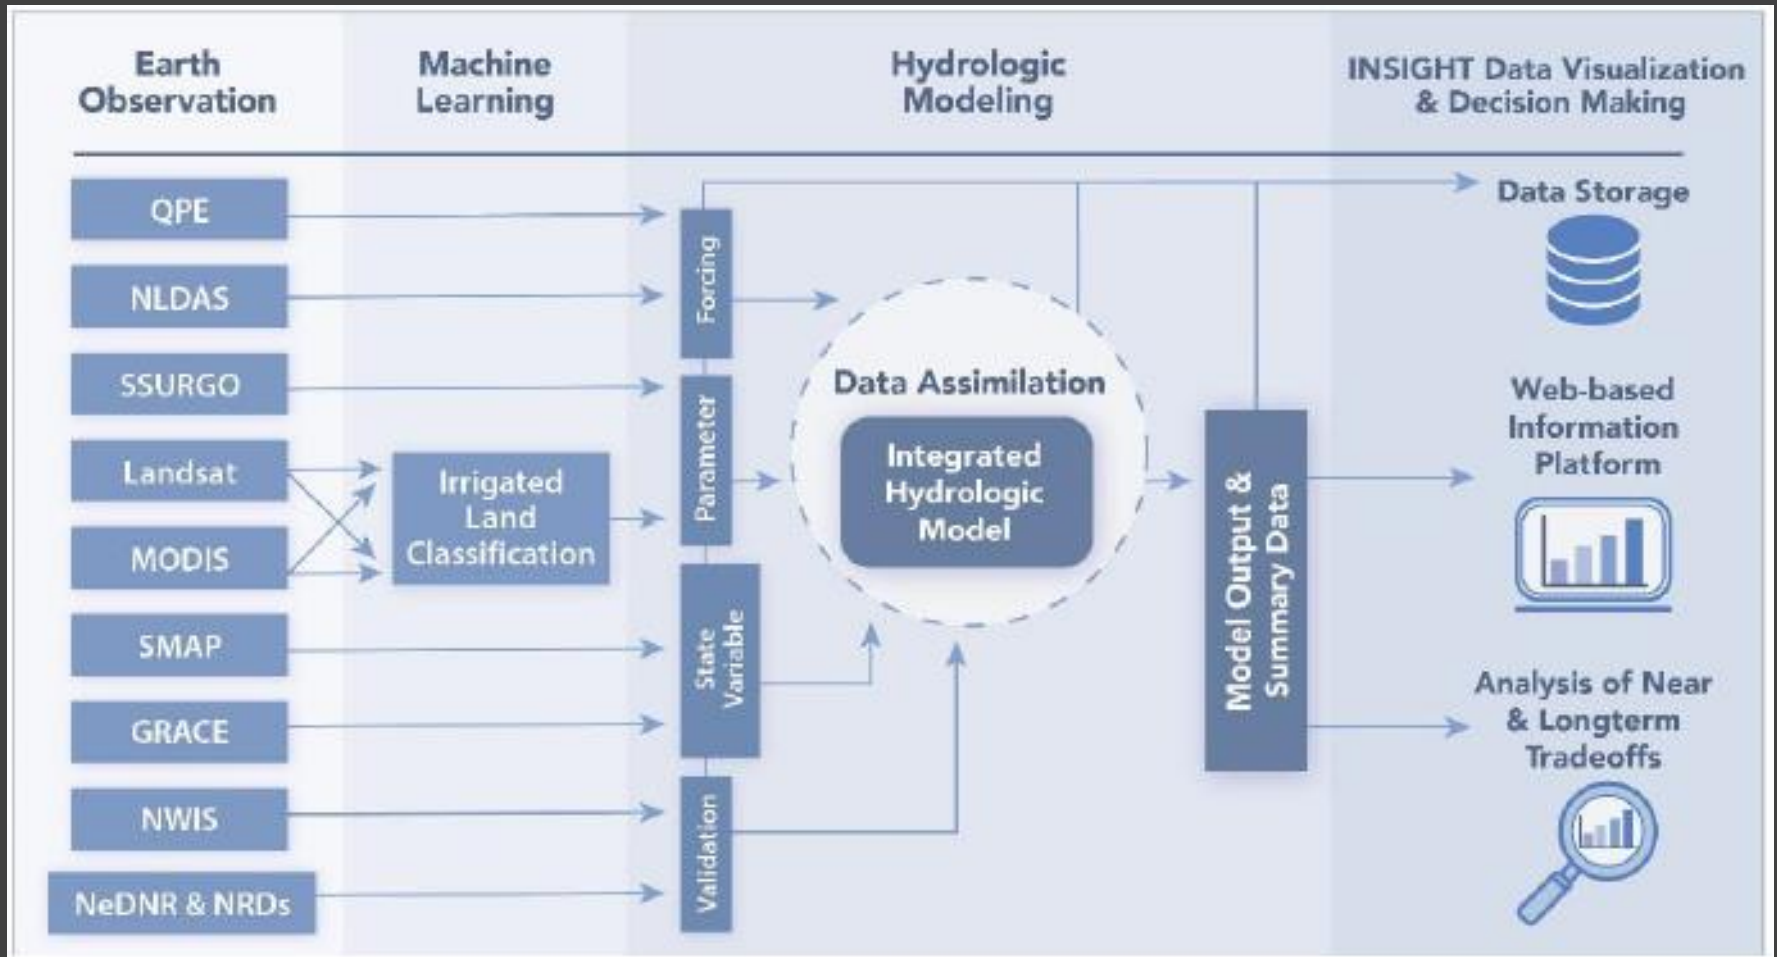 Earth
Observation
Machine
Learning
Hydrologic
Modeling
INSIGHT Data Visualization
& Decision Making
QPE
NLDAS
SSURGO
Landsat
MODIS
SMAP
GRACE
NWIS
NeDNR & NRDs
Irrigated
Land
Classification
Forcing
Parameter
State
Variable
Validation
Data Assimilation
Integrated
Hydrologic
Model
Model Output &
Summary Data
Data Storage
Web-based
Information
Platform
Analysis of Near
& Longterm
Tradeoffs